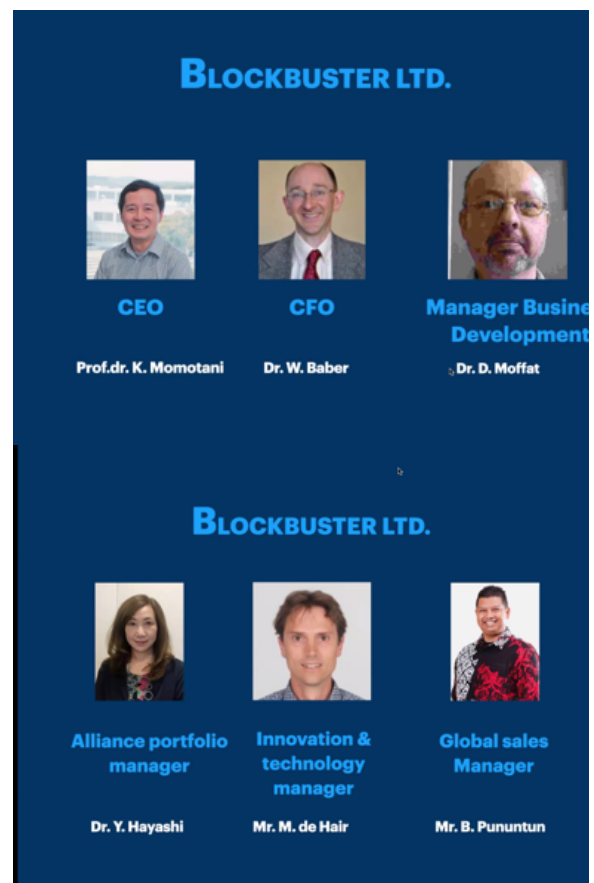 BLOCKBUSTER LTD.
CEO
CFO
Manager Busine
Development
Prof.dr. K. Momotani
Dr. W. Baber
Dr. D. Moffat
BLOCKBUSTER LTD.
Alliance portfolio
manager
Innovation &
technology
manager
Global sales
Manager
Dr. Y. Hayashi
Mr. M. de Hair
Mr. B. Pununtun